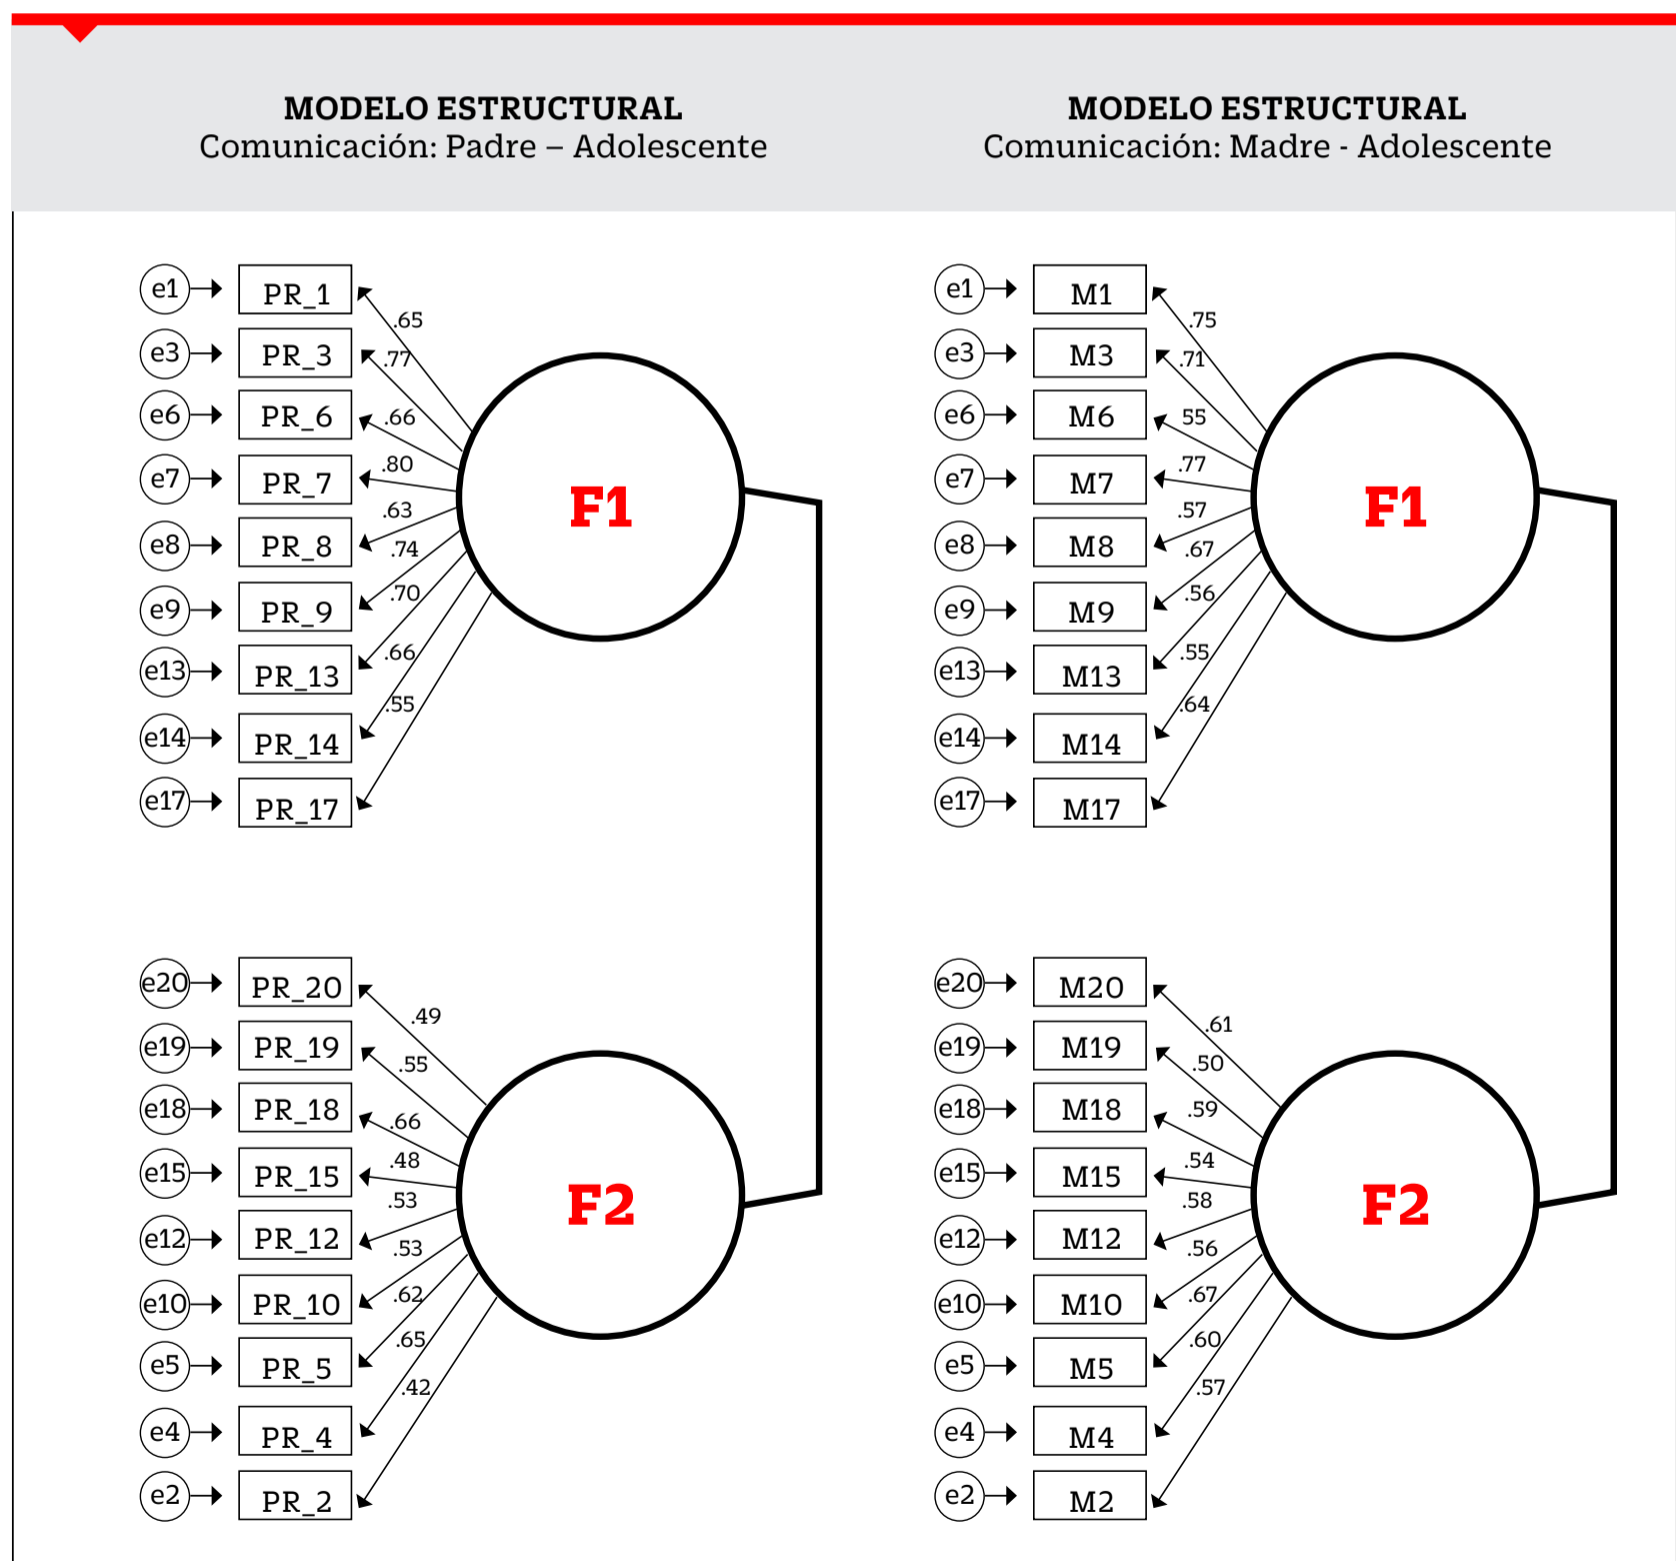 MODELO ESTRUCTURAL
Comunicación: Padre – Adolescente
e1 PR_1 .65
e3 PR_3 .77
e6 PR_6 .66
e7 PR_7 .80
e8 PR_8 .63
.74
e9 PR_9 .70
e13 PR_13 .66
e14 PR_14 .55
e17 PR_17
F1
e20 PR_20 .49
e19 PR_19 .55
e18 PR_18 .66
e15 PR_15 .48
e12 PR_12 .53
.53
e10 PR_10 .62
e5 PR_5 .65
e4 PR_4 .42
e2 PR_2
F2
MODELO ESTRUCTURAL
Comunicación: Madre - Adolescente
e1 M1 .75
e3 M3 .71
e6 M6 55
e7 M7 .77
e8 M8 .57
.67
e9 M9 .56
e13 M13 .55
e14 M14 .64
e17 M17
F1
e20 M20 .61
e19 M19 .50
e18 M18 .59
e15 M15 .54
e12 M12 .58
.56
e10 M10 .67
e5 M5 .60
e4 M4 .57
e2 M2
F2